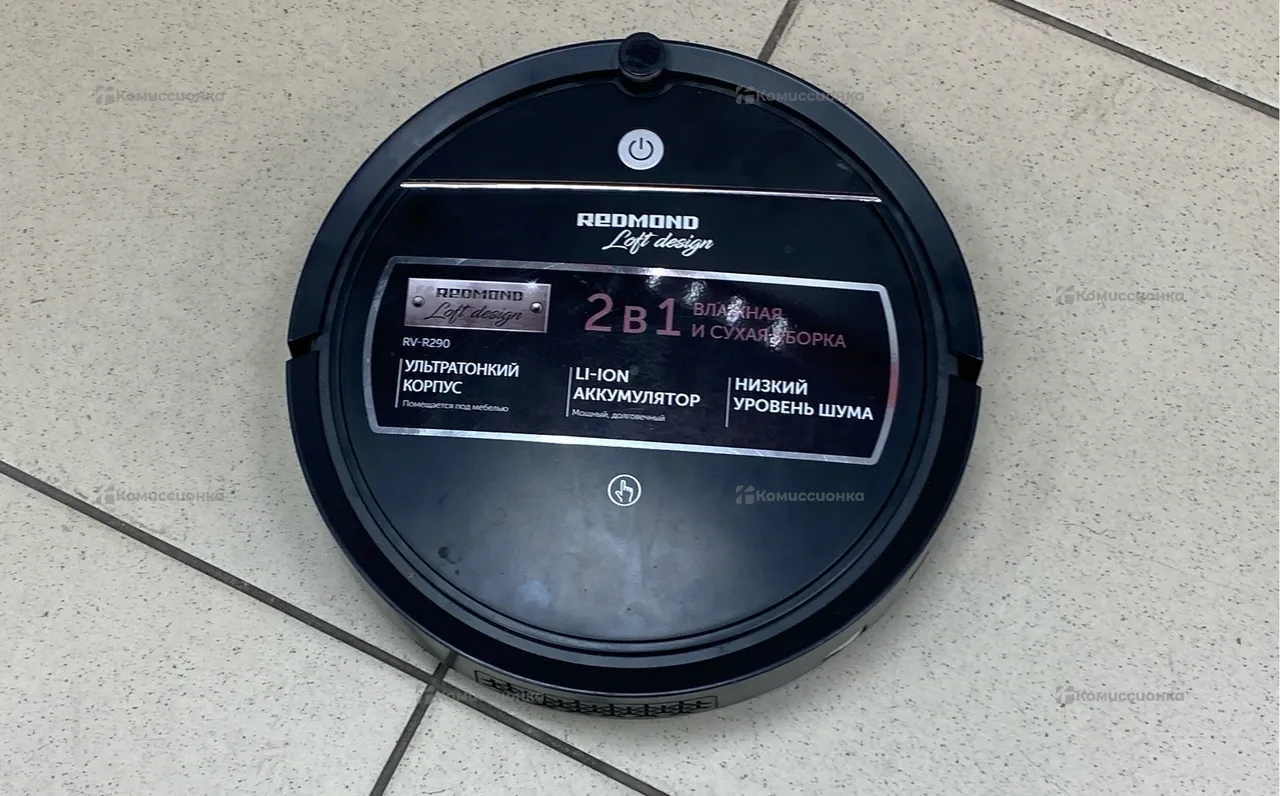 Комиссионка
Комиссионка
REDMOND
Loft design
REDMOND
Loft design
2 в 1
ВЛАЖНАЯ
И СУХАЯ УБОРКА
RV-R290
УЛЬТРАТОНКИЙ
КОРПУС
Помещается под мебелью
LI-ION
АККУМУЛЯТОР
Мощный, долговечный
НИЗКИЙ
УРОВЕНЬ ШУМА
Комиссионка
Комиссионка
Комиссионка
Комиссионка
Комиссионка